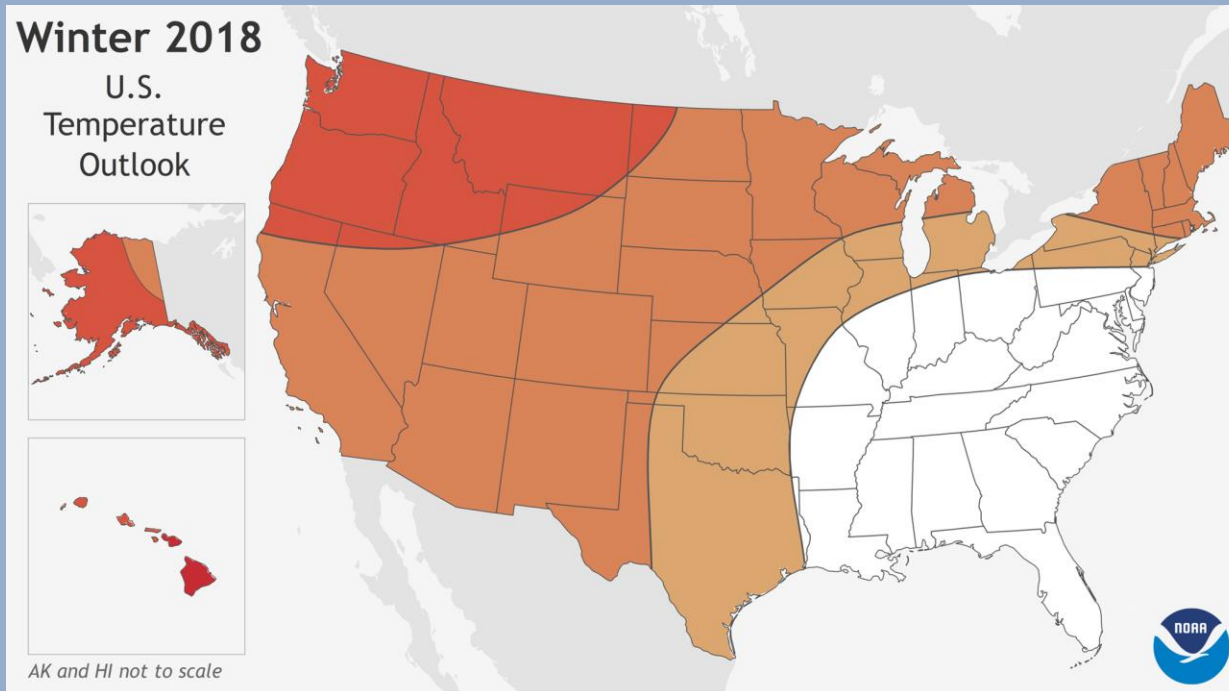 Winter 2018
U.S.
Temperature
Outlook
AK and HI not to scale
NOAA